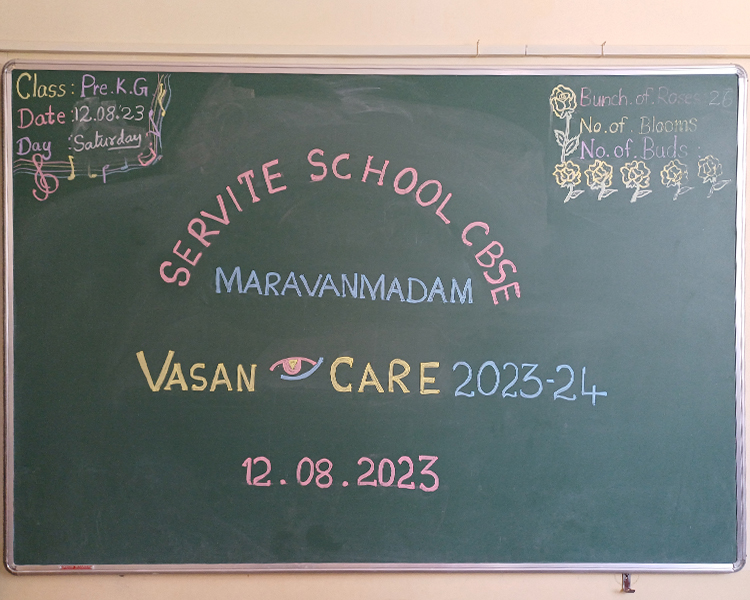 Class: Pre.K.G
Date: 12.08.'23
Day : Saturday
Bunch.of.Roses-26
No.of.Blooms
No.of.Buds :
SERVITE SCHOOL CBSE
MARAVANMADAM
VASAN CARE 2023-24
12.08.2023